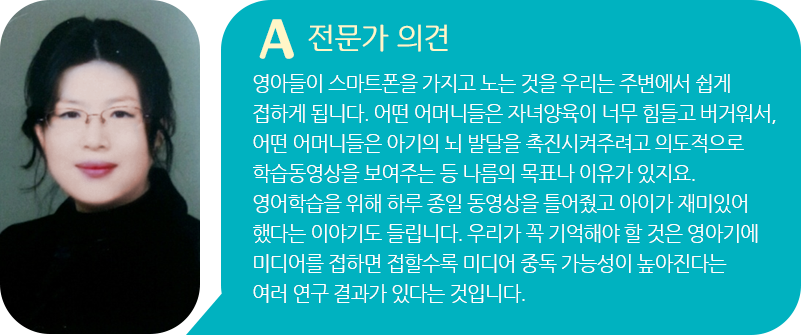 A 전문가 의견
영아들이 스마트폰을 가지고 노는 것을 우리는 주변에서 쉽게
접하게 됩니다. 어떤 어머니들은 자녀양육이 너무 힘들고 버거워서,
어떤 어머니들은 아기의 뇌 발달을 촉진시켜주려고 의도적으로
학습동영상을 보여주는 등 나름의 목표나 이유가 있지요.
영어학습을 위해 하루 종일 동영상을 틀어줬고 아이가 재미있어
했다는 이야기도 들립니다. 우리가 꼭 기억해야 할 것은 영아기에
미디어를 접하면 접할수록 미디어 중독 가능성이 높아진다는
여러 연구 결과가 있다는 것입니다.